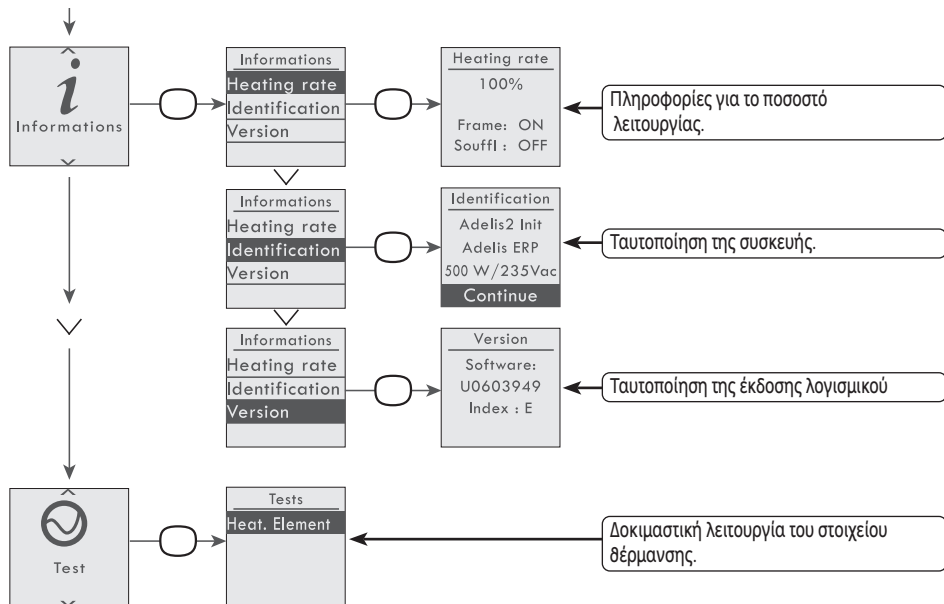 Informations
Informations
Heating rate
Identification
Version
Heating rate
100%
Frame: ON
Souffl : OFF
Πληροφορίες για το ποσοστό
λειτουργίας.
Informations
Heating rate
Identification
Version
Identification
Adelis2 Init
Adelis ERP
500 W/235Vac
Continue
Ταυτοποίηση της συσκευής.
Informations
Heating rate
Identification
Version
Version
Software:
U0603949
Index : E
Ταυτοποίηση της έκδοσης λογισμικού
Test
Tests
Heat. Element
Δοκιμαστική λειτουργία του στοιχείου
θέρμανσης.